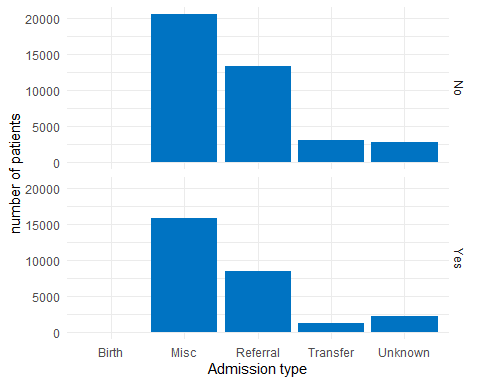 20000
15000
10000
5000
0
No
20000
15000
10000
5000
0
Yes
number of patients
Birth Misc Referral Transfer Unknown
Admission type